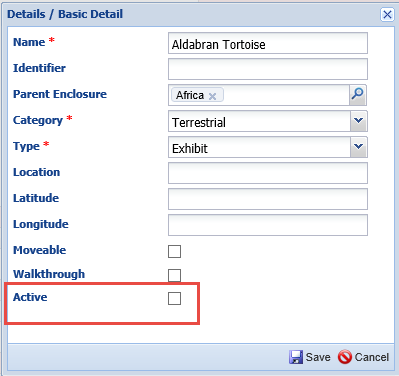 Details / Basic Detail
Name * Aldabran Tortoise
Identifier
Parent Enclosure Africa
Category * Terrestrial
Type * Exhibit
Location
Latitude
Longitude
Moveable
Walkthrough
Active
Save Cancel